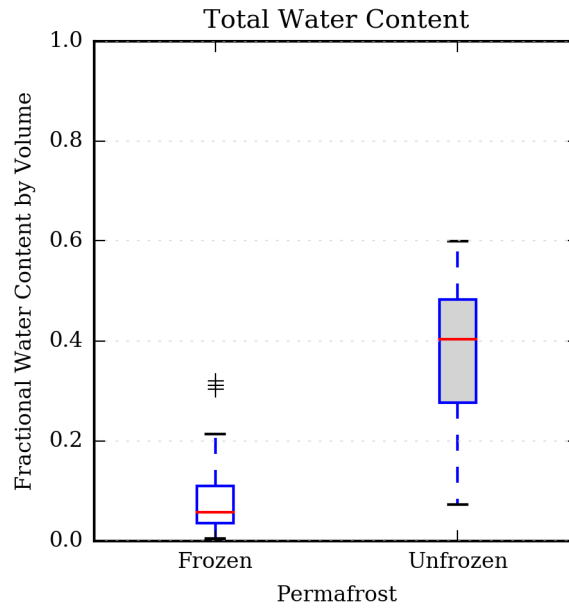 Total Water Content
Fractional Water Content by Volume
1.0
0.8
0.6
0.4
0.2
0.0
Frozen
Unfrozen
Permafrost